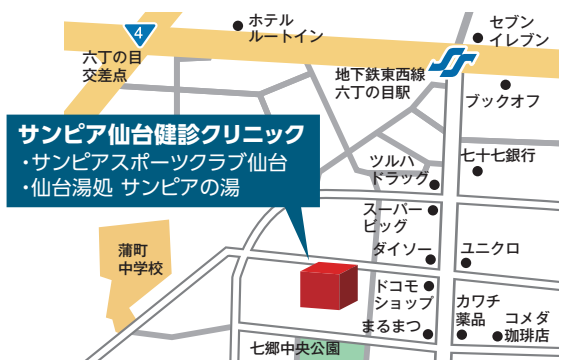 ホテル
ルートイン
セブン
イレブン
4
六丁の目
交差点
地下鉄東西線
六丁の目駅
ブックオフ
サンピア仙台健診クリニック
・サンピアスポーツクラブ仙台
・仙台湯処 サンピアの湯
ツルハ
ドラッグ
七十七銀行
スーパー
ビッグ
蒲町
中学校
ダイソー
ユニクロ
ドコモ
ショップ
カワチ
薬品
コメダ
珈琲店
まるまつ
七郷中央公園